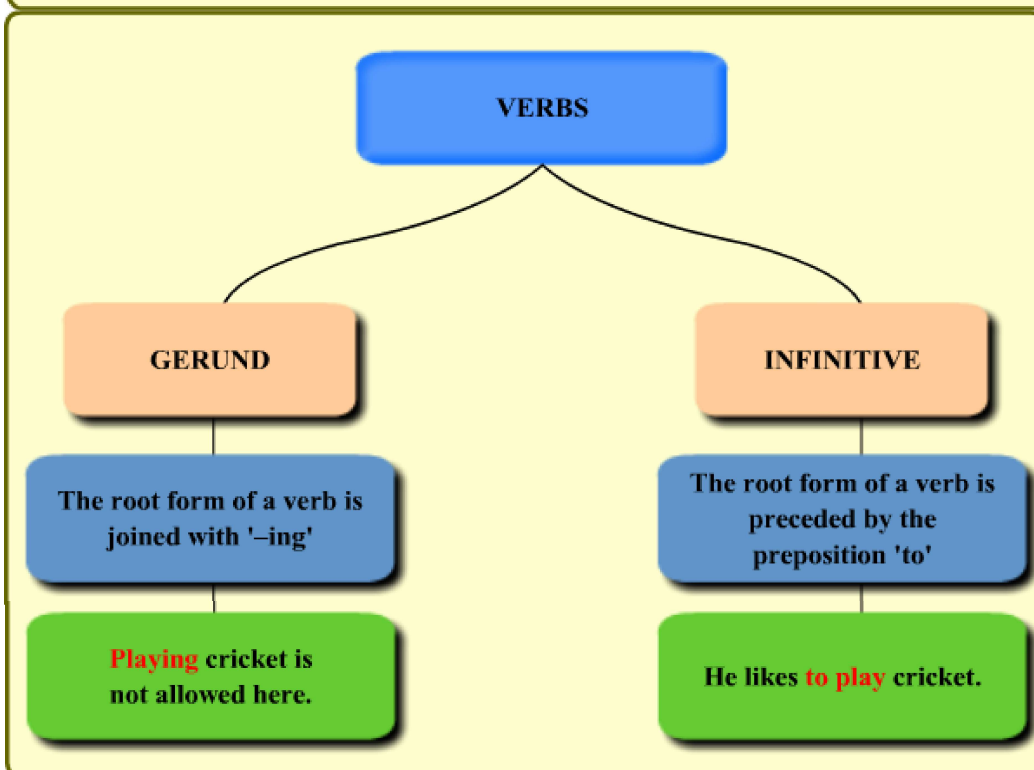 VERBS
GERUND
INFINITIVE
The root form of a verb is
joined with '–ing'
The root form of a verb is
preceded by the
preposition 'to'
Playing cricket is
not allowed here.
He likes to play cricket.